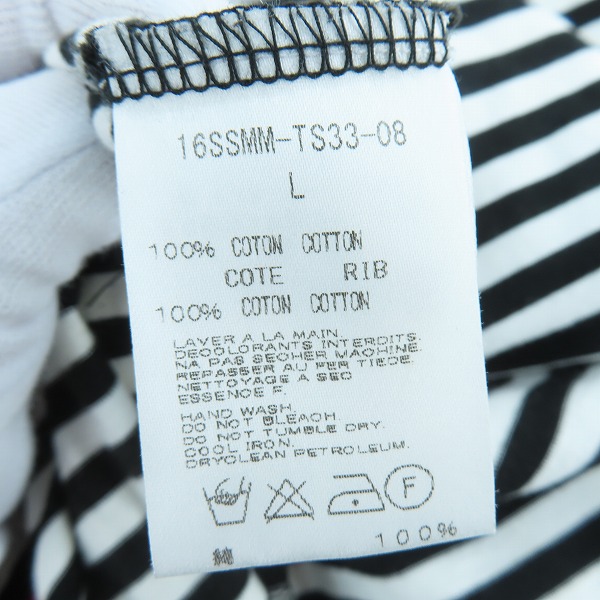 16SSMM-TS33-08
L
100% COTON COTTON
COTE RIB
100% COTON COTTON
LAVER A LA MAIN.
DECOLORANTS INTERDITS.
NA PAS SECHER MACHINE.
REPASSER AU FER TIEDE.
NETTOYAGE A SEC
ESSENCE F.
HAND WASH.
DO NOT BLEACH.
DO NOT TUMBLE DRY.
COOL IRON.
DRYCLEAN PETROLEUM.
F
綿 100%